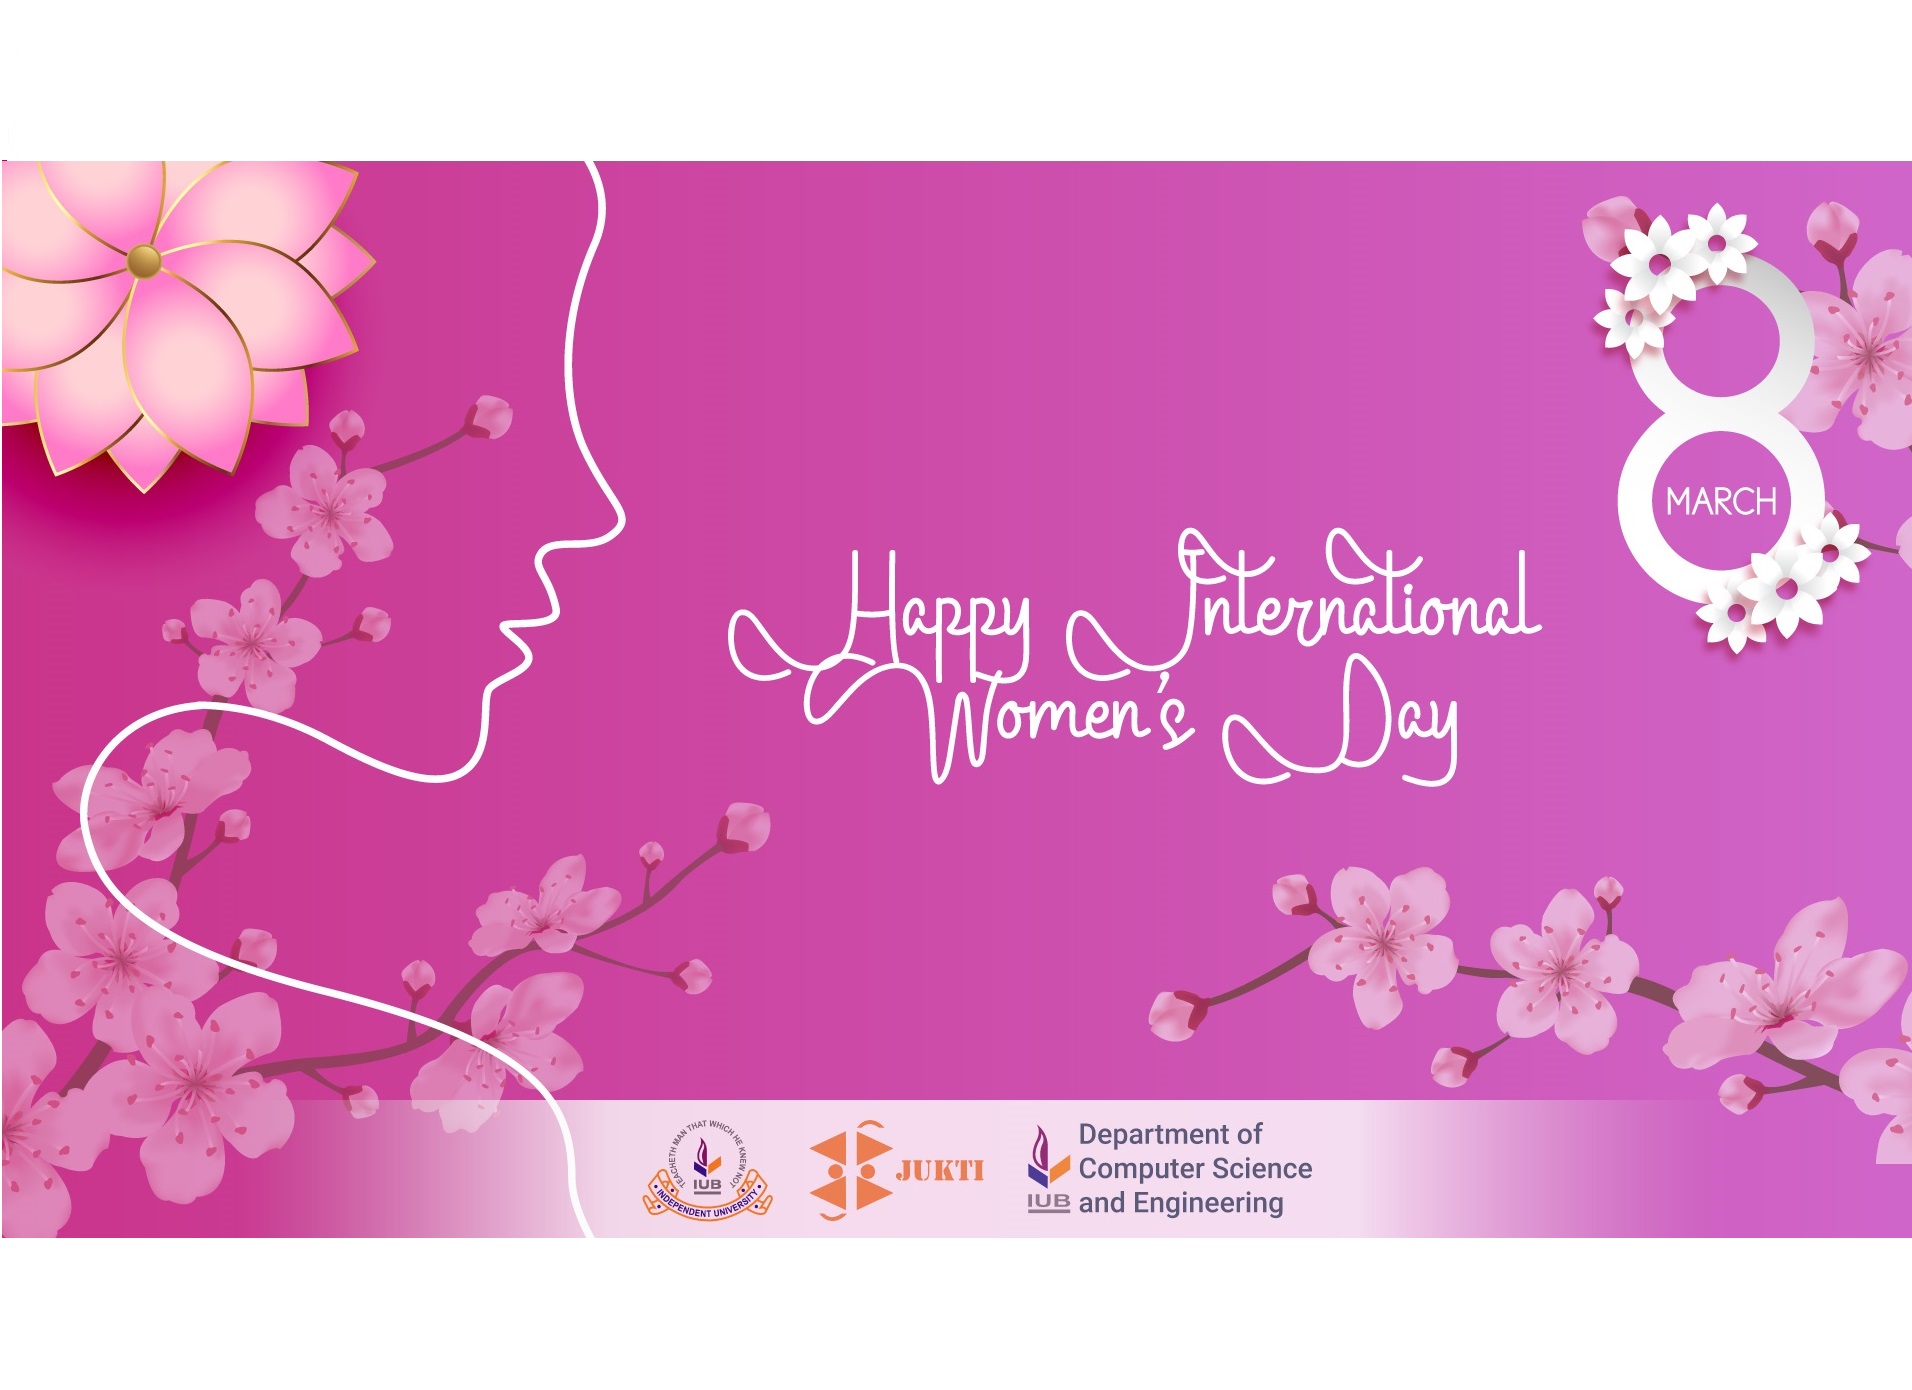 MARCH
Happy International
Women's Day
TEACHETH MAN THAT WHICH HE KNEW NOT
IUB
INDEPENDENT UNIVERSITY
JUKTI
IUB
Department of
Computer Science
and Engineering